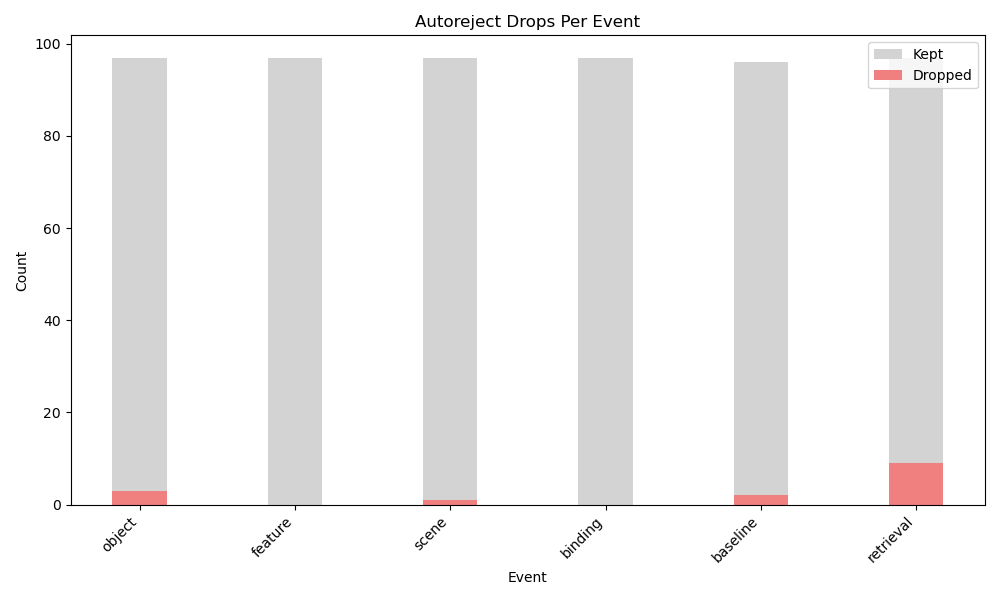 Autoreject Drops Per Event
Kept
Dropped
100
80
60
40
20
0
Count
object
feature
scene
binding
baseline
retrieval
Event